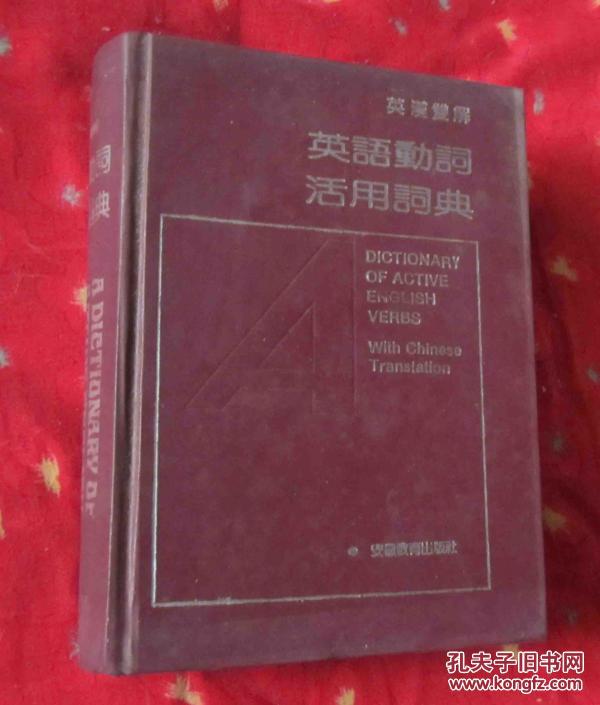 英漢雙解
英語動詞
活用詞典
A
DICTIONARY
OF ACTIVE
ENGLISH
VERBS
With Chinese
Translation
安徽教育出版社
詞
典
A DICTIONARY OF
孔夫子旧书网
www.kongfz.com